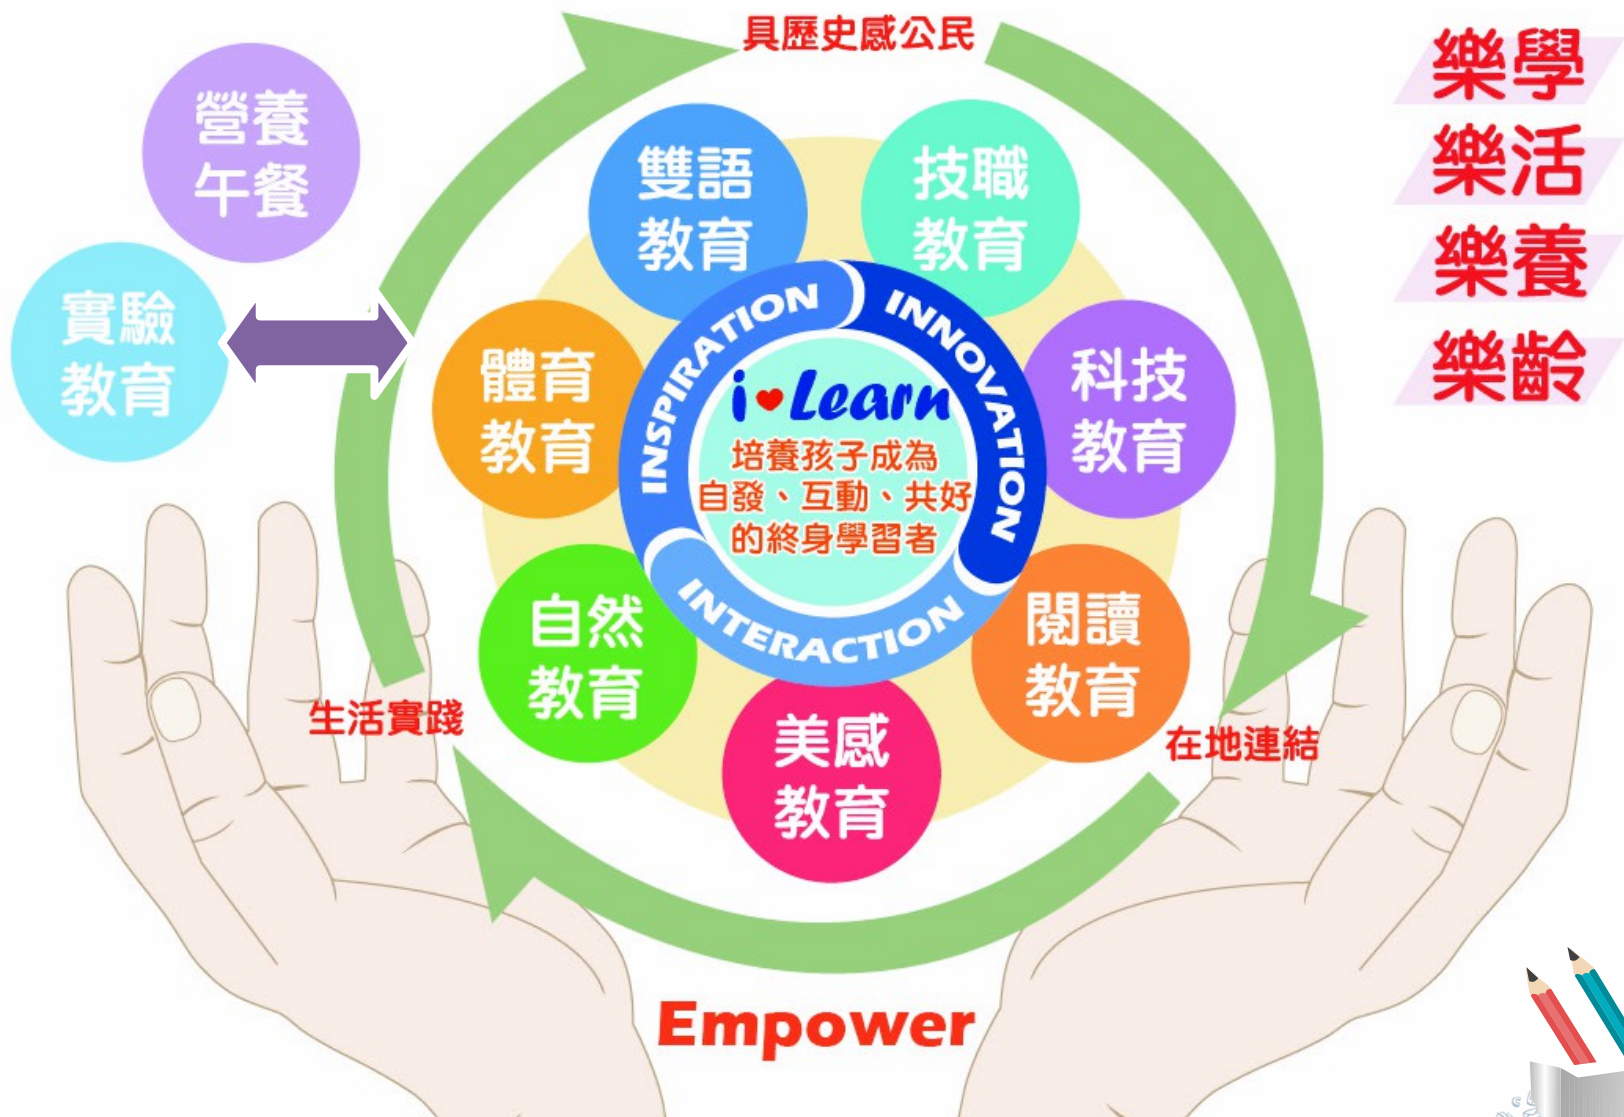 具歷史感公民
樂學
樂活
樂養
樂齡
營養
午餐
實驗
教育
雙語
教育
技職
教育
體育
教育
科技
教育
自然
教育
閱讀
教育
美感
教育
INSPIRATION
INNOVATION
INTERACTION
i♥Learn
培養孩子成為
自發、互動、共好
的終身學習者
生活實踐
在地連結
Empower